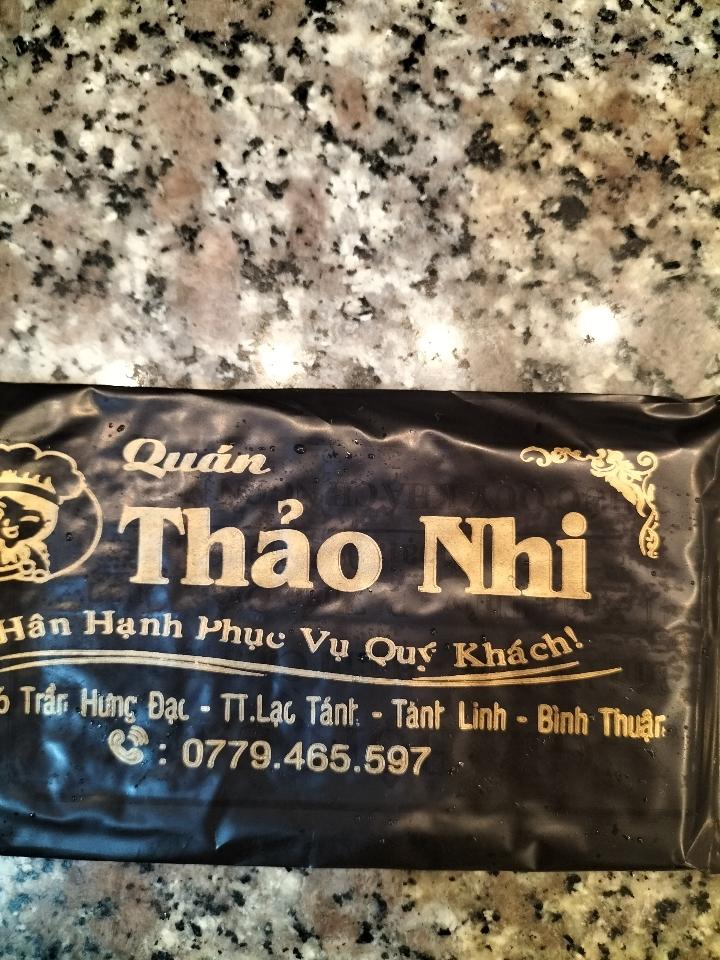 Quán
Thảo Nhi
Hân Hạnh Phục Vụ Quý Khách!
6 Trần Hưng Đạo - TT.Lạc Tánh - Tánh Linh - Bình Thuận
: 0779.465.597